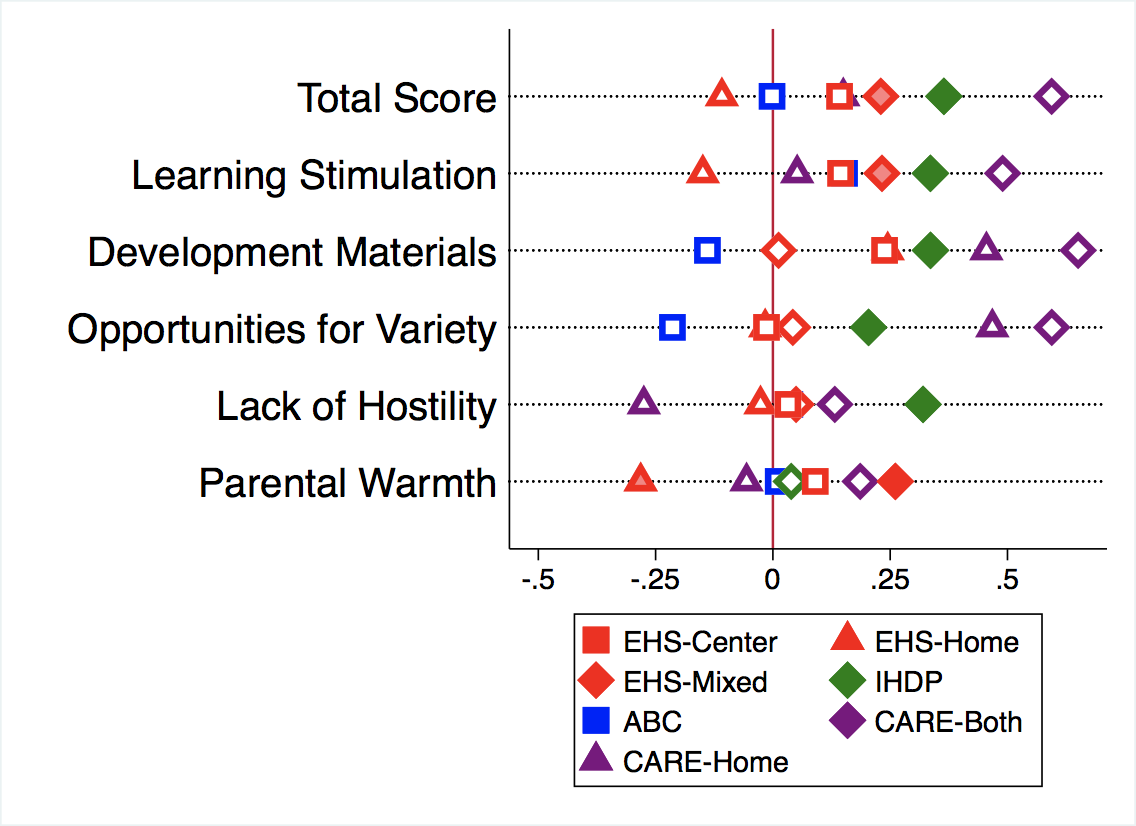 Total Score
Learning Stimulation
Development Materials
Opportunities for Variety
Lack of Hostility
Parental Warmth
-.5 -.25 0 .25 .5
EHS-Center EHS-Home
EHS-Mixed IHDP
ABC CARE-Both
CARE-Home